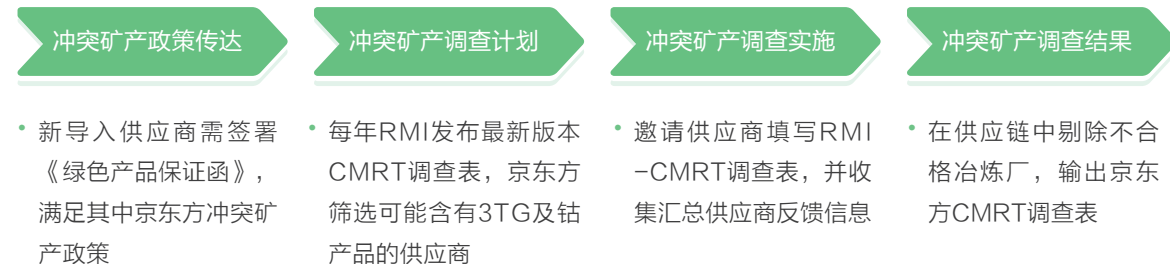 冲突矿产政策传达
冲突矿产调查计划
冲突矿产调查实施
冲突矿产调查结果
• 新导入供应商需签署
《绿色产品保证函》，
满足其中京东方冲突矿
产政策
• 每年RMI发布最新版本
CMRT调查表，京东方
筛选可能含有3TG及钴
产品的供应商
• 邀请供应商填写RMI
-CMRT调查表，并收
集汇总供应商反馈信息
• 在供应链中剔除不合
格冶炼厂，输出京东
方CMRT调查表